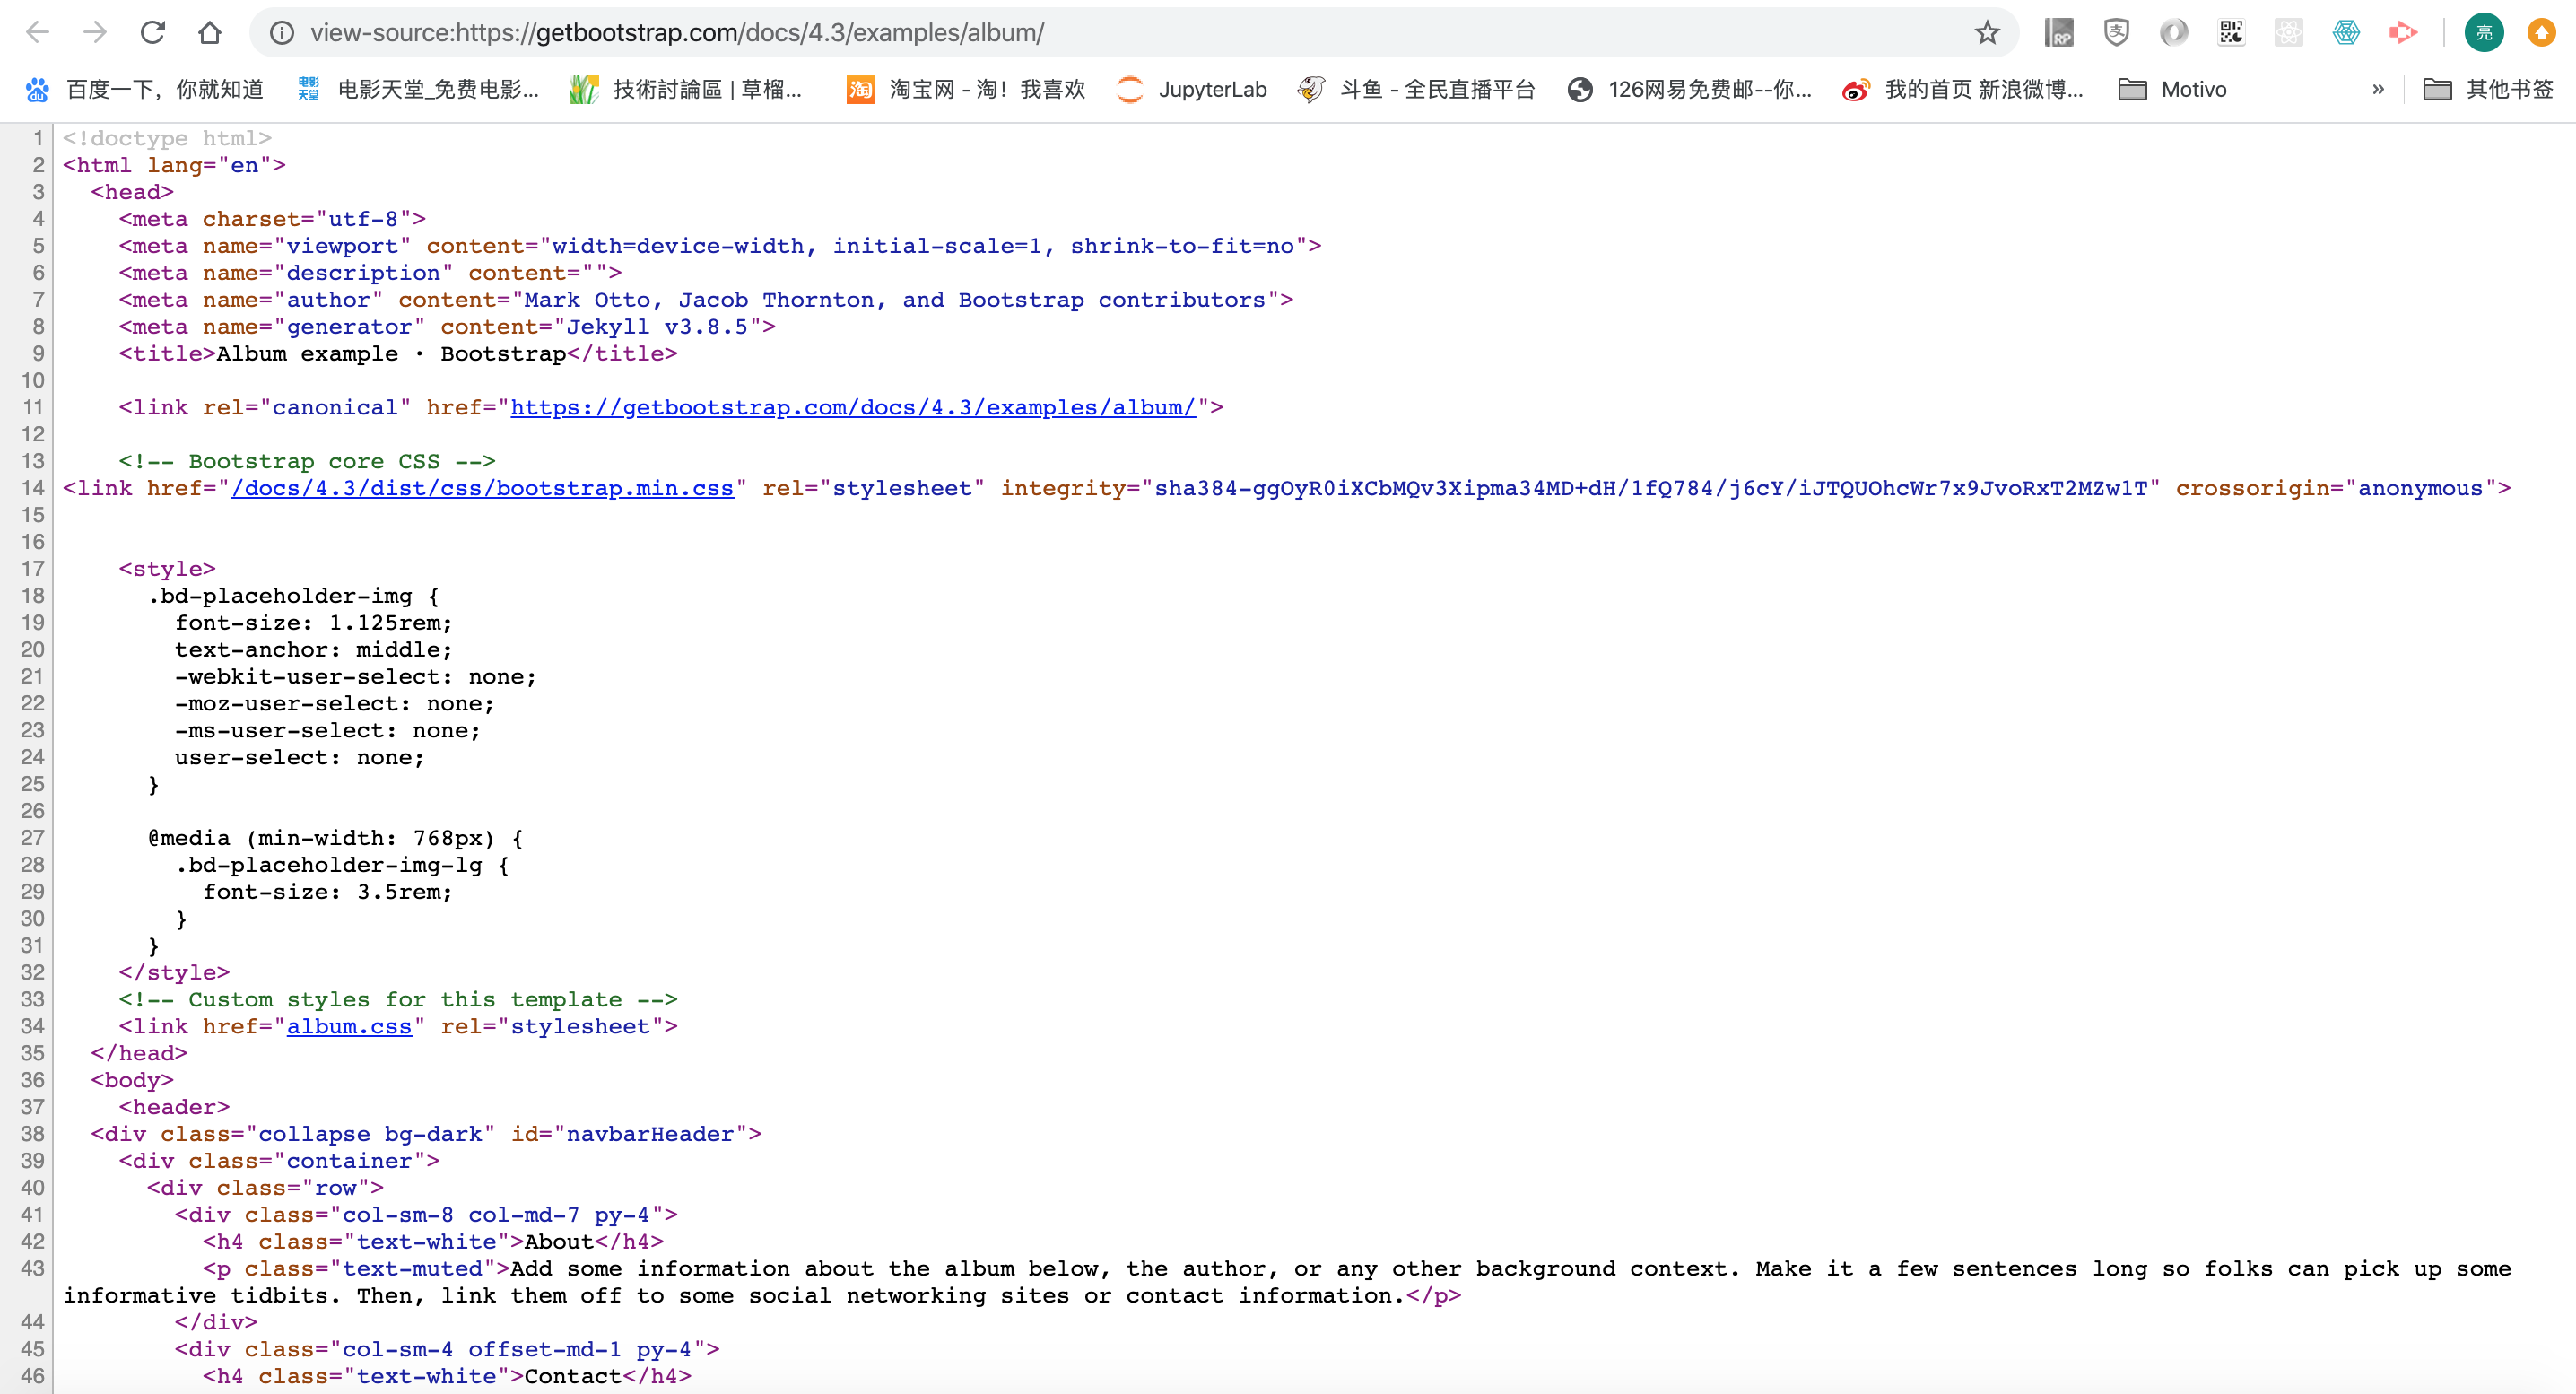 view-source:https://getbootstrap.com/docs/4.3/examples/album/
RP 支 亮
du 百度一下，你就知道 电影天堂 电影天堂_免费电影... 技術討論區 | 草榴... 淘 淘宝网 - 淘！我喜欢 JupyterLab 斗鱼 - 全民直播平台 126网易免费邮--你... 我的首页 新浪微博... Motivo » 其他书签
1 <!doctype html>
2 <html lang="en">
3   <head>
4     <meta charset="utf-8">
5     <meta name="viewport" content="width=device-width, initial-scale=1, shrink-to-fit=no">
6     <meta name="description" content="">
7     <meta name="author" content="Mark Otto, Jacob Thornton, and Bootstrap contributors">
8     <meta name="generator" content="Jekyll v3.8.5">
9     <title>Album example · Bootstrap</title>
10
11     <link rel="canonical" href="https://getbootstrap.com/docs/4.3/examples/album/">
12
13     <!-- Bootstrap core CSS -->
14 <link href="/docs/4.3/dist/css/bootstrap.min.css" rel="stylesheet" integrity="sha384-ggOyR0iXCbMQv3Xipma34MD+dH/1fQ784/j6cY/iJTQUOhcWr7x9JvoRxT2MZw1T" crossorigin="anonymous">
15
16
17     <style>
18       .bd-placeholder-img {
19         font-size: 1.125rem;
20         text-anchor: middle;
21         -webkit-user-select: none;
22         -moz-user-select: none;
23         -ms-user-select: none;
24         user-select: none;
25       }
26
27       @media (min-width: 768px) {
28         .bd-placeholder-img-lg {
29           font-size: 3.5rem;
30         }
31       }
32     </style>
33     <!-- Custom styles for this template -->
34     <link href="album.css" rel="stylesheet">
35   </head>
36   <body>
37     <header>
38   <div class="collapse bg-dark" id="navbarHeader">
39     <div class="container">
40       <div class="row">
41         <div class="col-sm-8 col-md-7 py-4">
42           <h4 class="text-white">About</h4>
43           <p class="text-muted">Add some information about the album below, the author, or any other background context. Make it a few sentences long so folks can pick up some
informative tidbits. Then, link them off to some social networking sites or contact information.</p>
44         </div>
45         <div class="col-sm-4 offset-md-1 py-4">
46           <h4 class="text-white">Contact</h4>